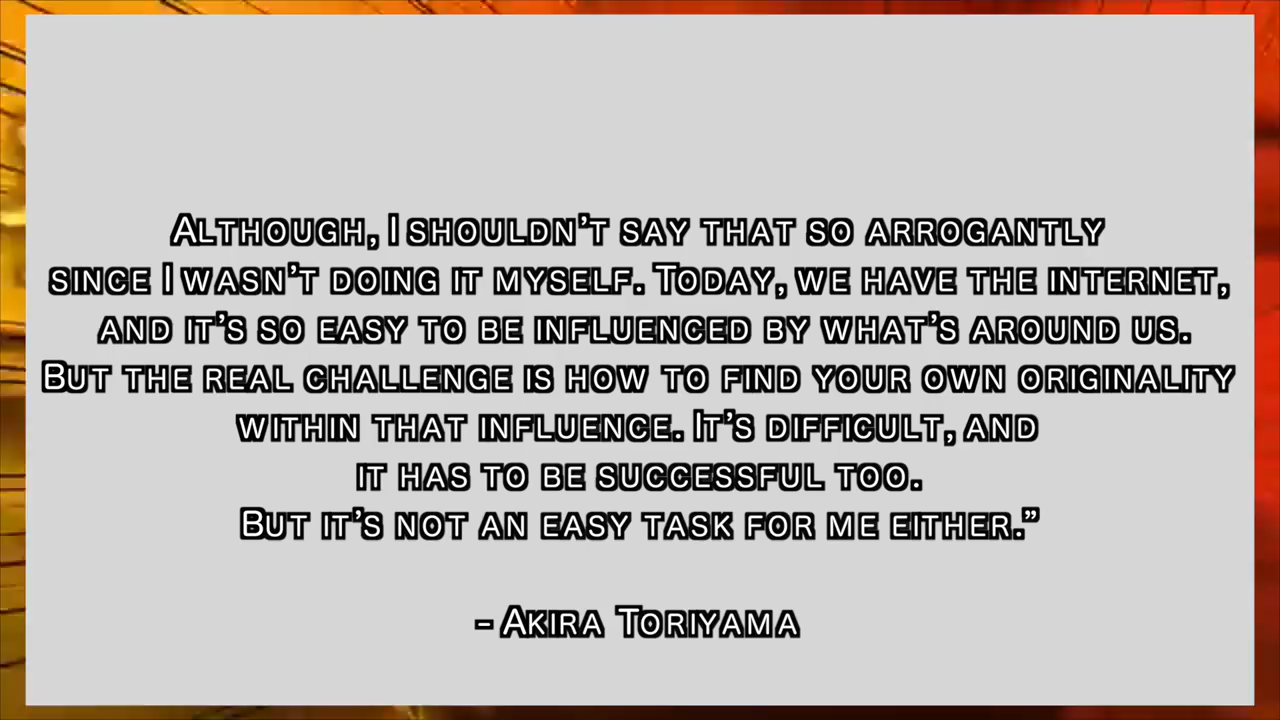 Although, I shouldn’t say that so arrogantly
since I wasn’t doing it myself. Today, we have the internet,
and it’s so easy to be influenced by what’s around us.
But the real challenge is how to find your own originality
within that influence. It’s difficult, and
it has to be successful too.
But it’s not an easy task for me either.”
- Akira Toriyama